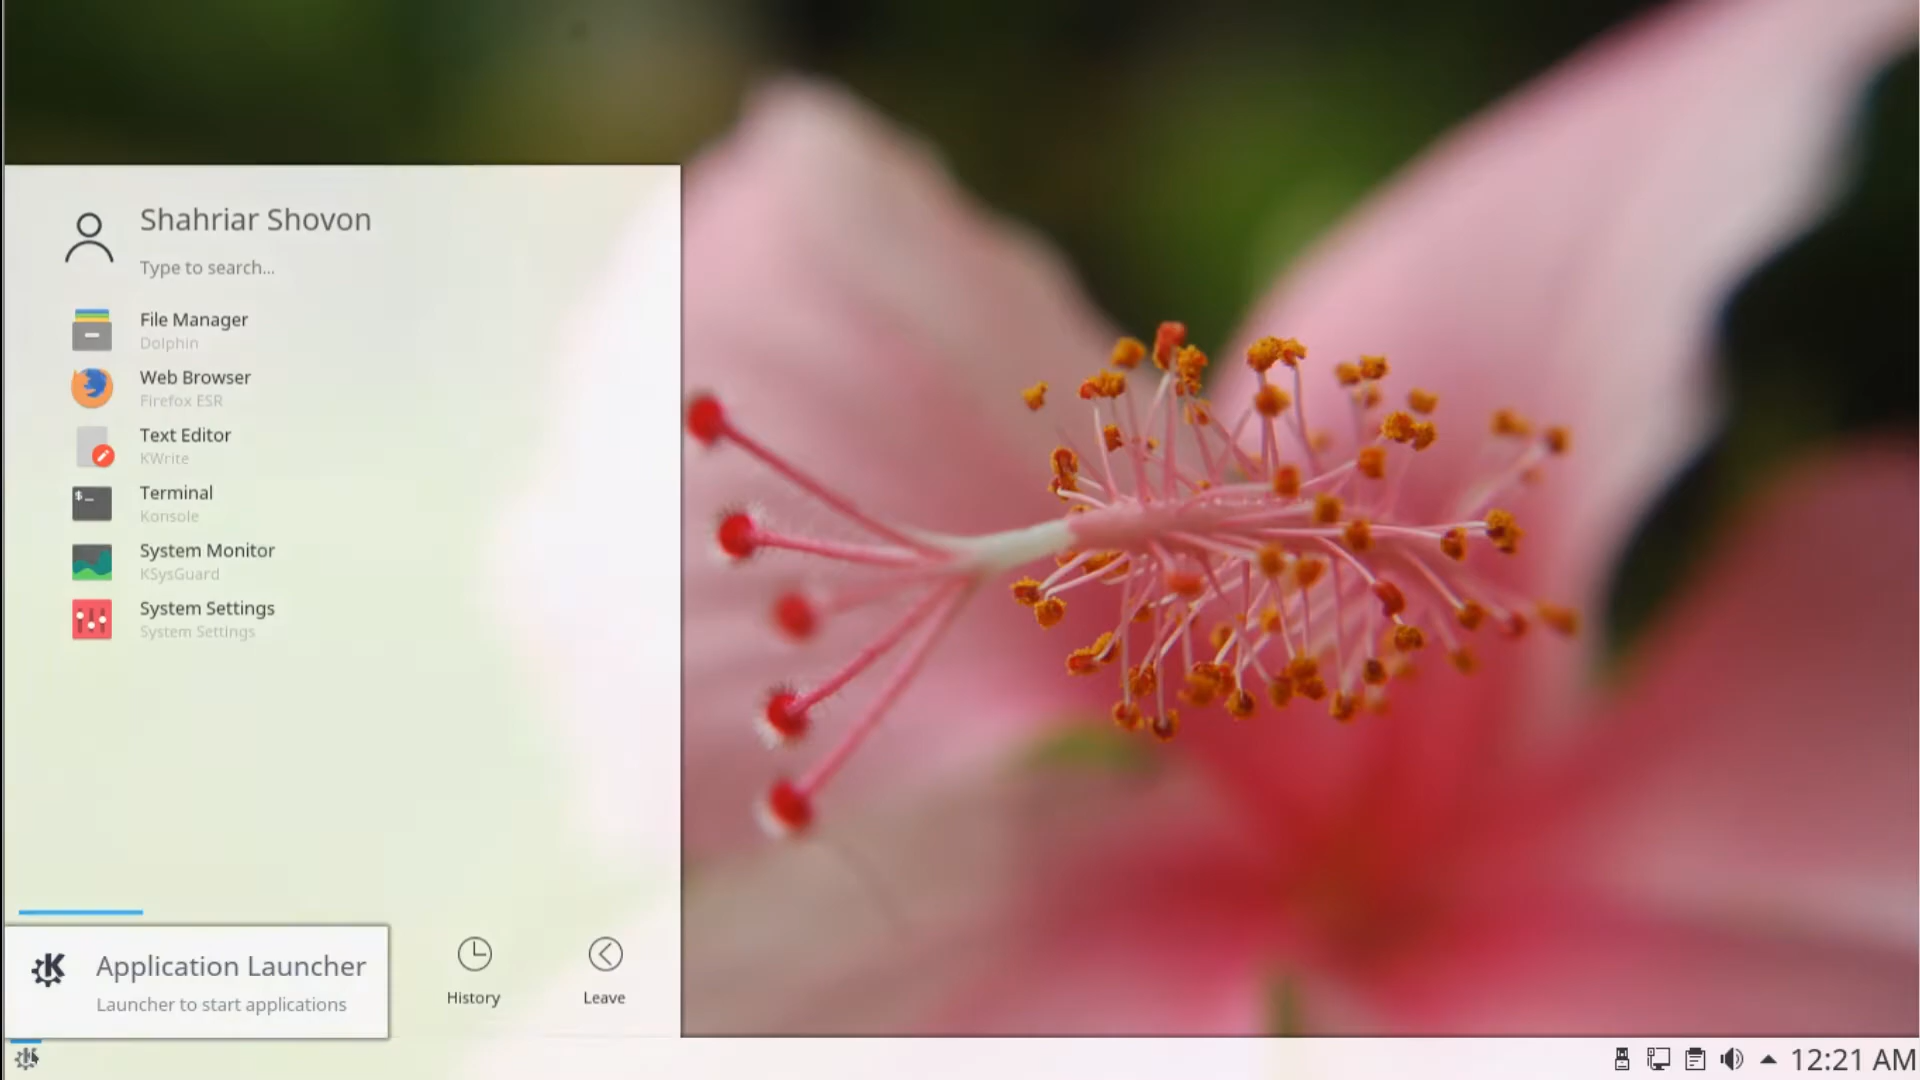 Shahriar Shovon
Type to search...
File Manager
Dolphin
Web Browser
Firefox ESR
Text Editor
KWrite
Terminal
Konsole
System Monitor
KSysGuard
System Settings
System Settings
Application Launcher
Launcher to start applications
History
Leave
12:21 AM